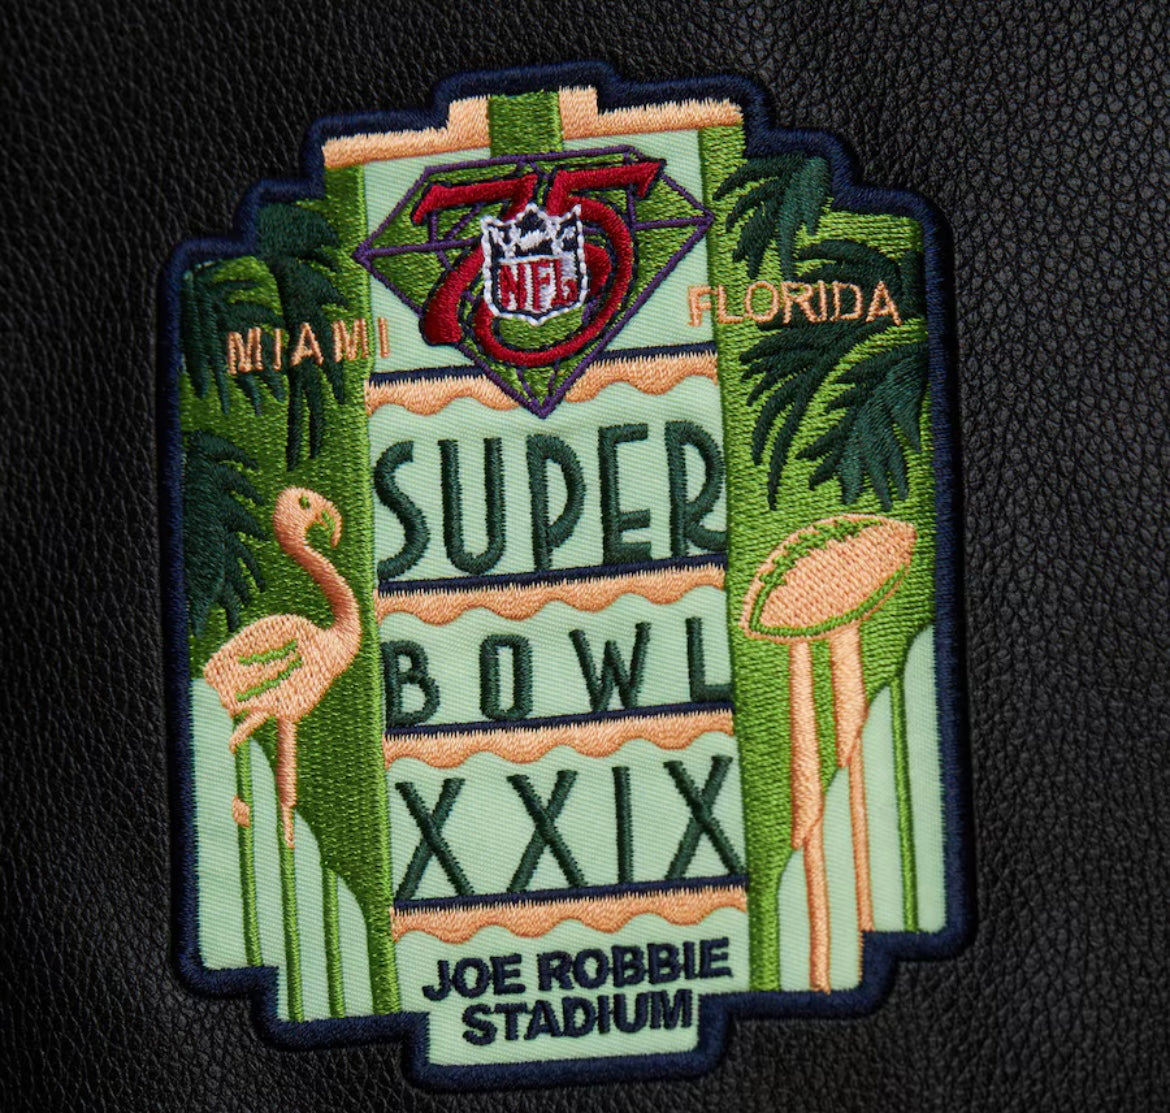 75
NFL
MIAMI FLORIDA
SUPER
BOWL
XXIX
JOE ROBBIE
STADIUM